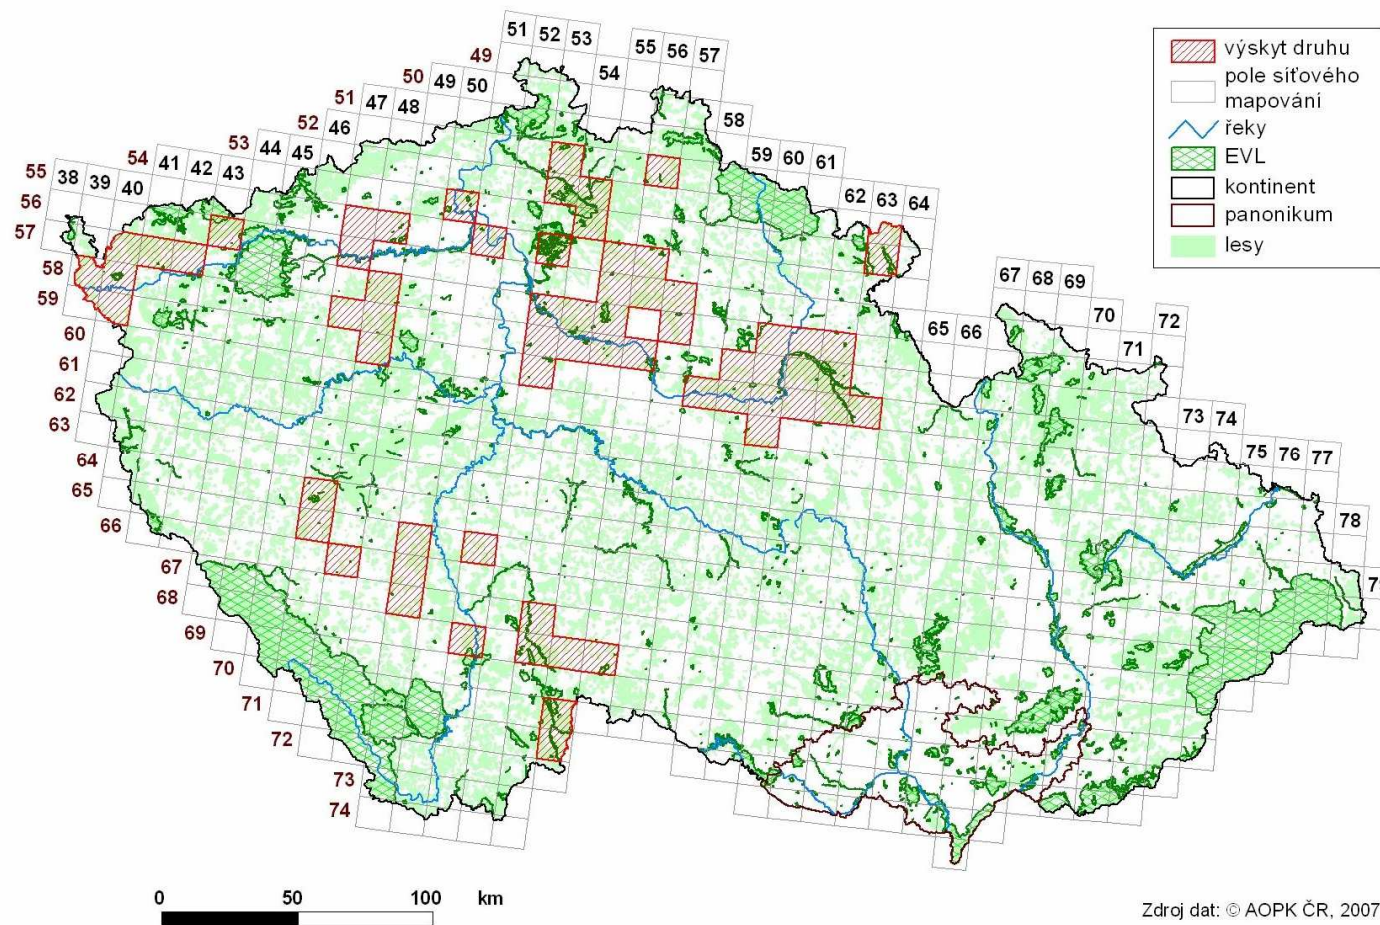 51 52 53
55 56 57
49
54
50 49 50
51 47 48
58
52 46
53 44 45
59 60 61
54 41 42 43
62 63 64
55 38 39 40
56
57
58
59
60
61
62
63
64
65
66
67
68
69
70
71
72
73
74
67 68 69
70
72
65 66
71
73 74
75 76 77
78
výskyt druhu
pole síťového
mapování
řeky
EVL
kontinent
panonikum
lesy
0 50 100 km
Zdroj dat: © AOPK ČR, 2007